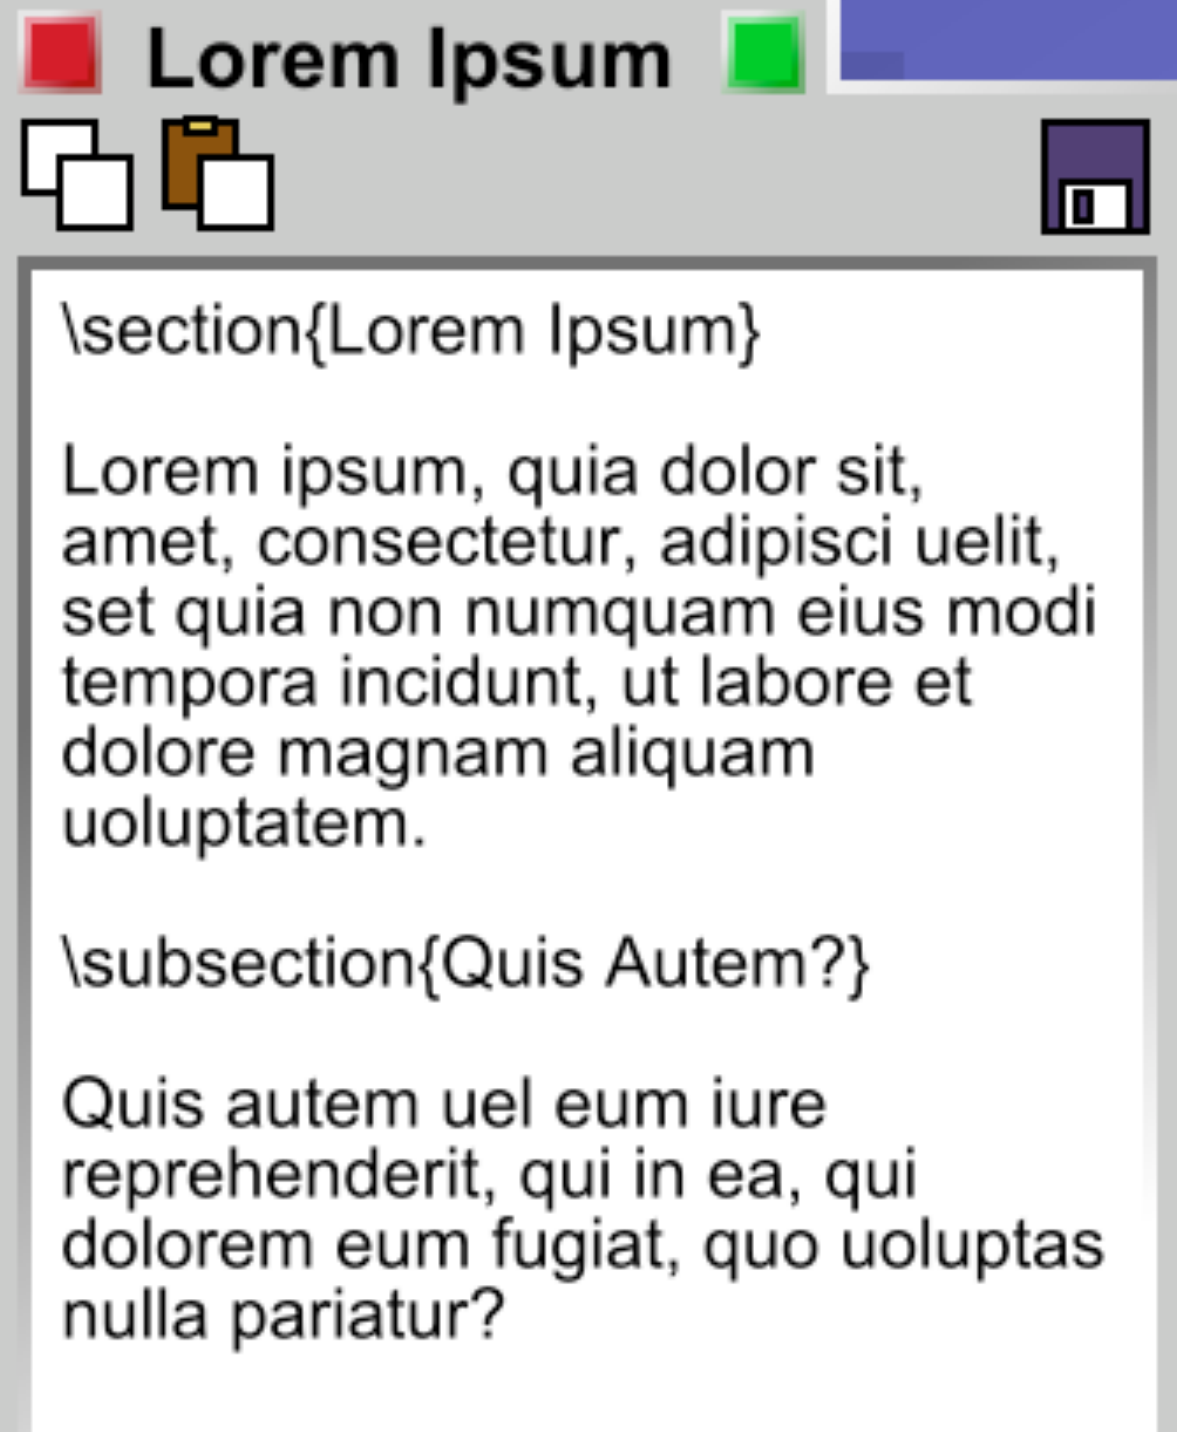 Lorem Ipsum
\section{Lorem Ipsum}
Lorem ipsum, quia dolor sit,
amet, consectetur, adipisci uelit,
set quia non numquam eius modi
tempora incidunt, ut labore et
dolore magnam aliquam
uoluptatem.
\subsection{Quis Autem?}
Quis autem uel eum iure
reprehenderit, qui in ea, qui
dolorem eum fugiat, quo uoluptas
nulla pariatur?